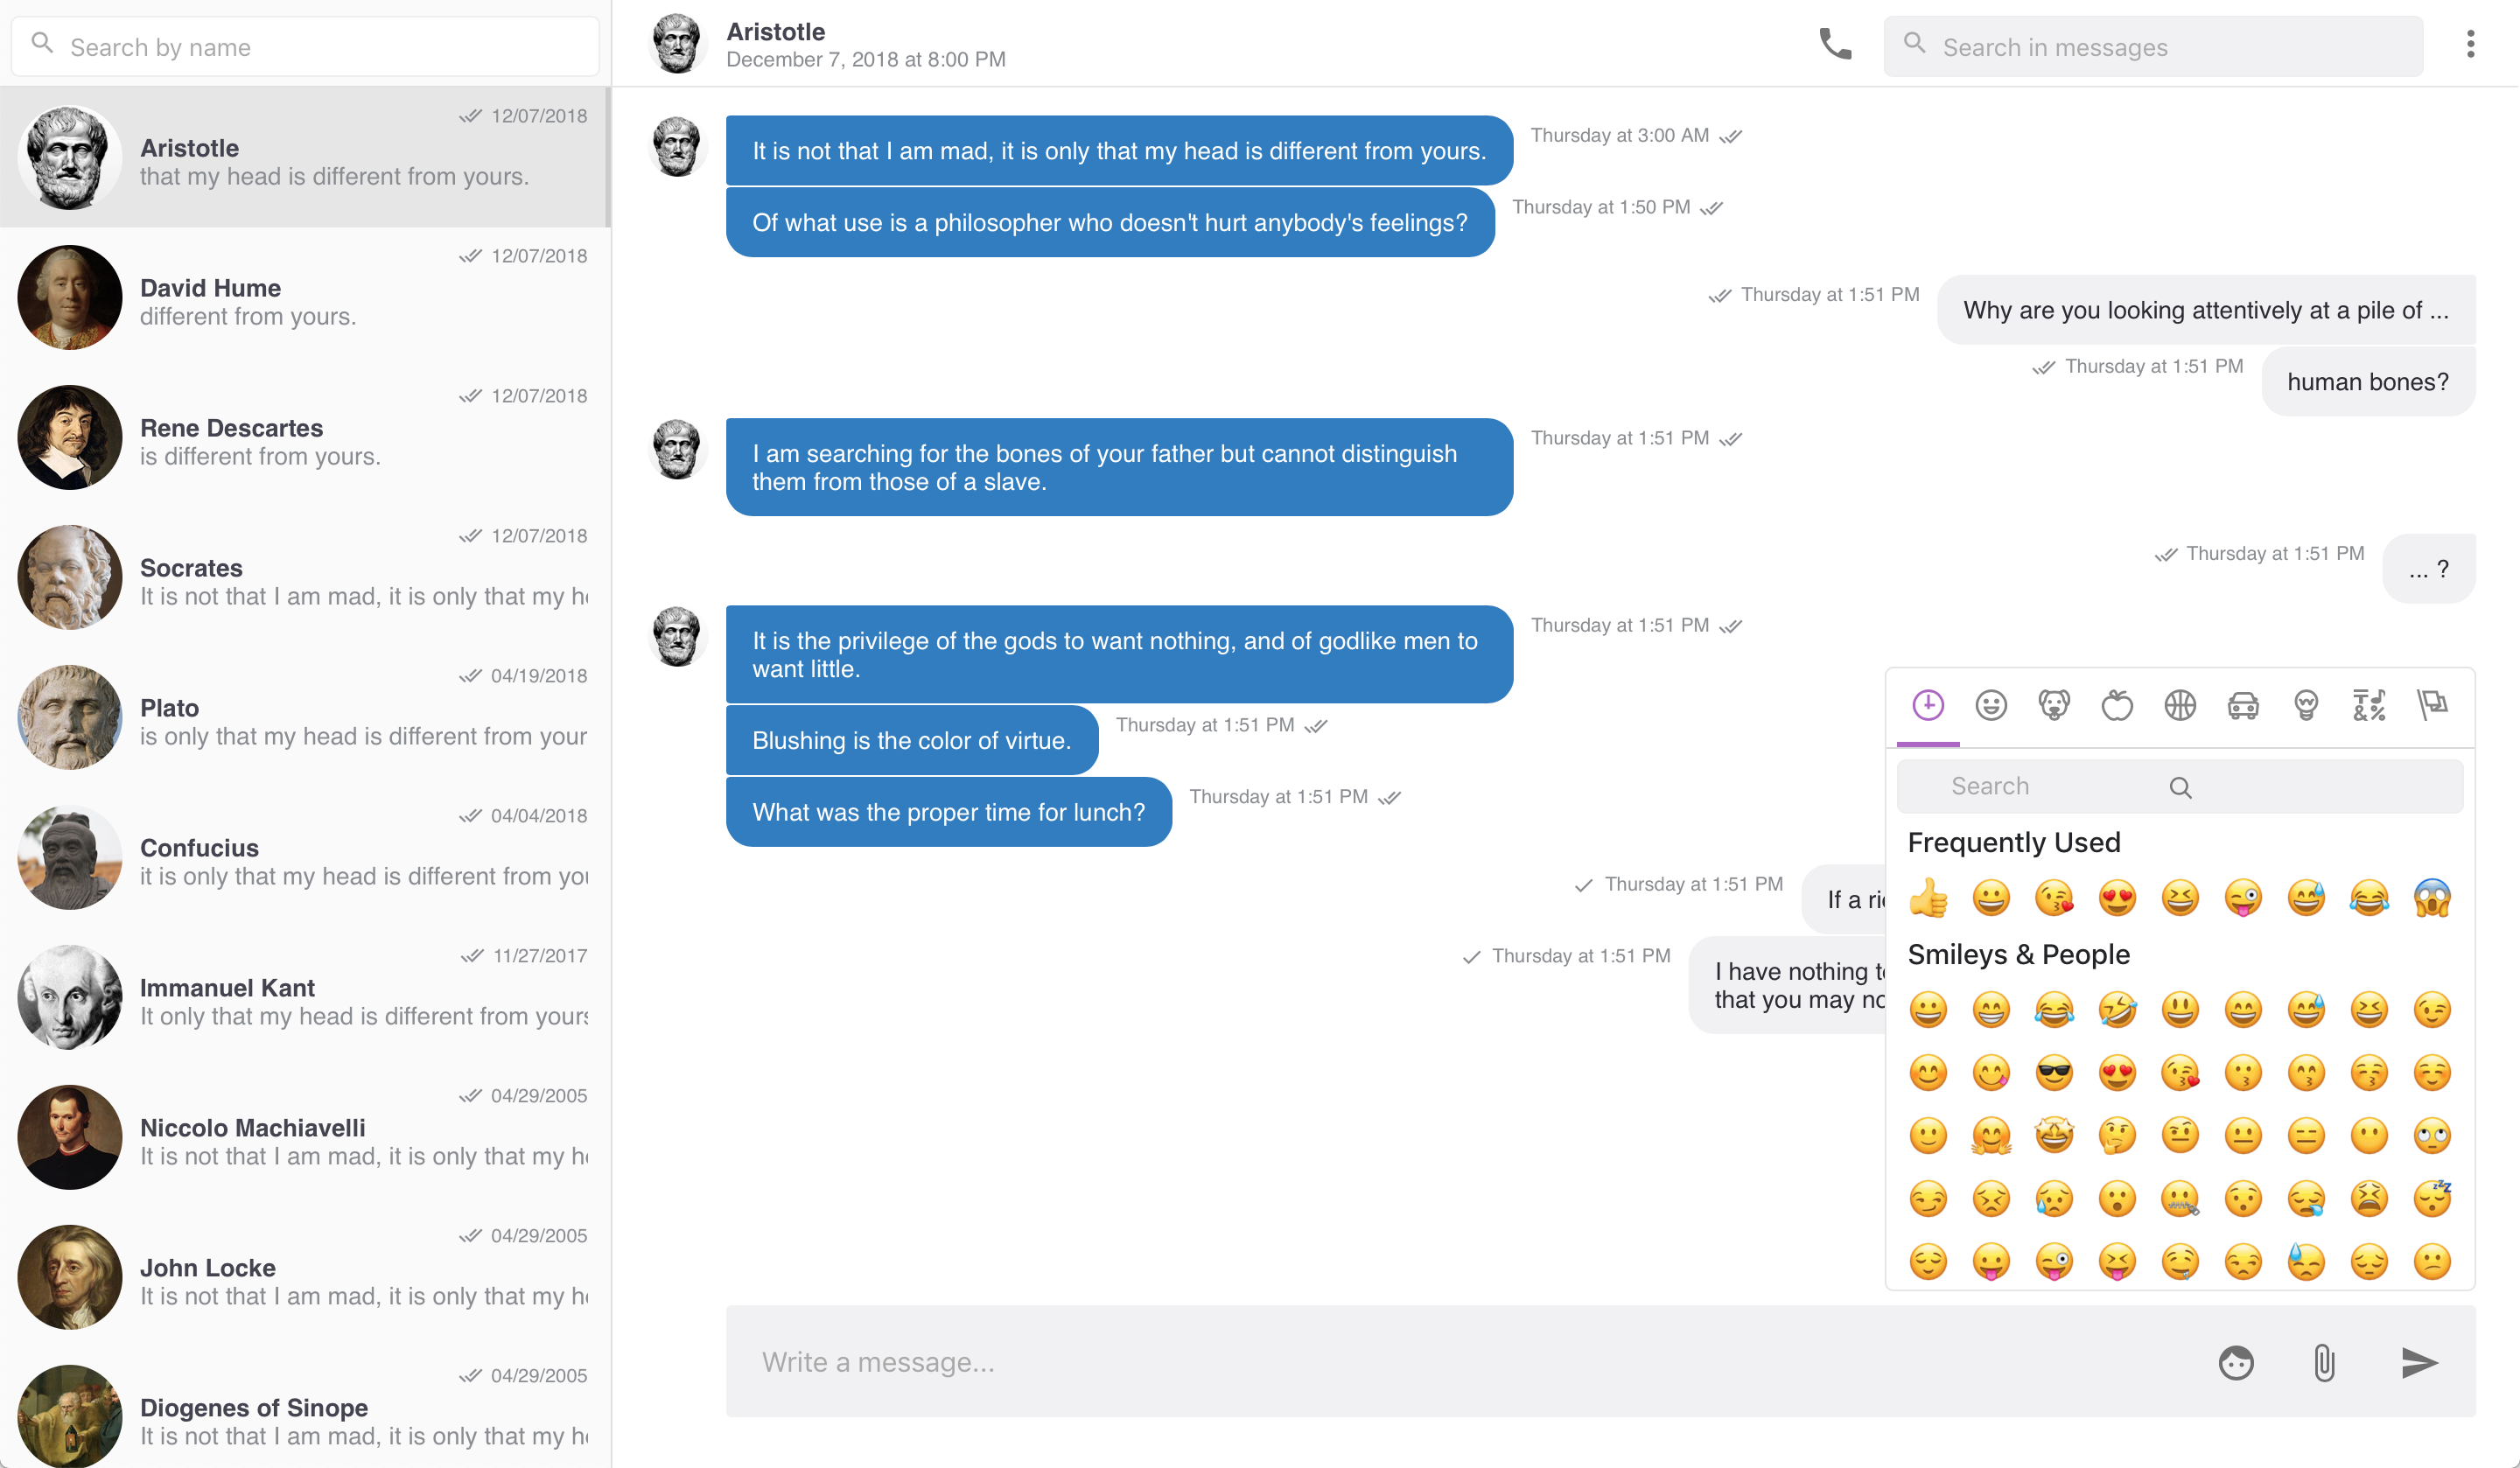 Search by name
12/07/2018
Aristotle
that my head is different from yours.
12/07/2018
David Hume
different from yours.
12/07/2018
Rene Descartes
is different from yours.
12/07/2018
Socrates
It is not that I am mad, it is only that my
04/19/2018
Plato
is only that my head is different from your
04/04/2018
Confucius
it is only that my head is different from
11/27/2017
Immanuel Kant
It only that my head is different from yours
04/29/2005
Niccolo Machiavelli
It is not that I am mad, it is only that my
04/29/2005
John Locke
It is not that I am mad, it is only that my
04/29/2005
Diogenes of Sinope
It is not that I am mad, it is only that my
Aristotle
December 7, 2018 at 8:00 PM
Search in messages
It is not that I am mad, it is only that my head is different from yours.
Thursday at 3:00 AM
Of what use is a philosopher who doesn't hurt anybody's feelings?
Thursday at 1:50 PM
Thursday at 1:51 PM
Why are you looking attentively at a pile of ...
Thursday at 1:51 PM
human bones?
I am searching for the bones of your father but cannot distinguish
them from those of a slave.
Thursday at 1:51 PM
Thursday at 1:51 PM
... ?
It is the privilege of the gods to want nothing, and of godlike men to
want little.
Thursday at 1:51 PM
Blushing is the color of virtue.
Thursday at 1:51 PM
What was the proper time for lunch?
Thursday at 1:51 PM
Thursday at 1:51 PM
If a
Thursday at 1:51 PM
I have nothing
that you may
Search
Frequently Used
Smileys & People
Write a message...